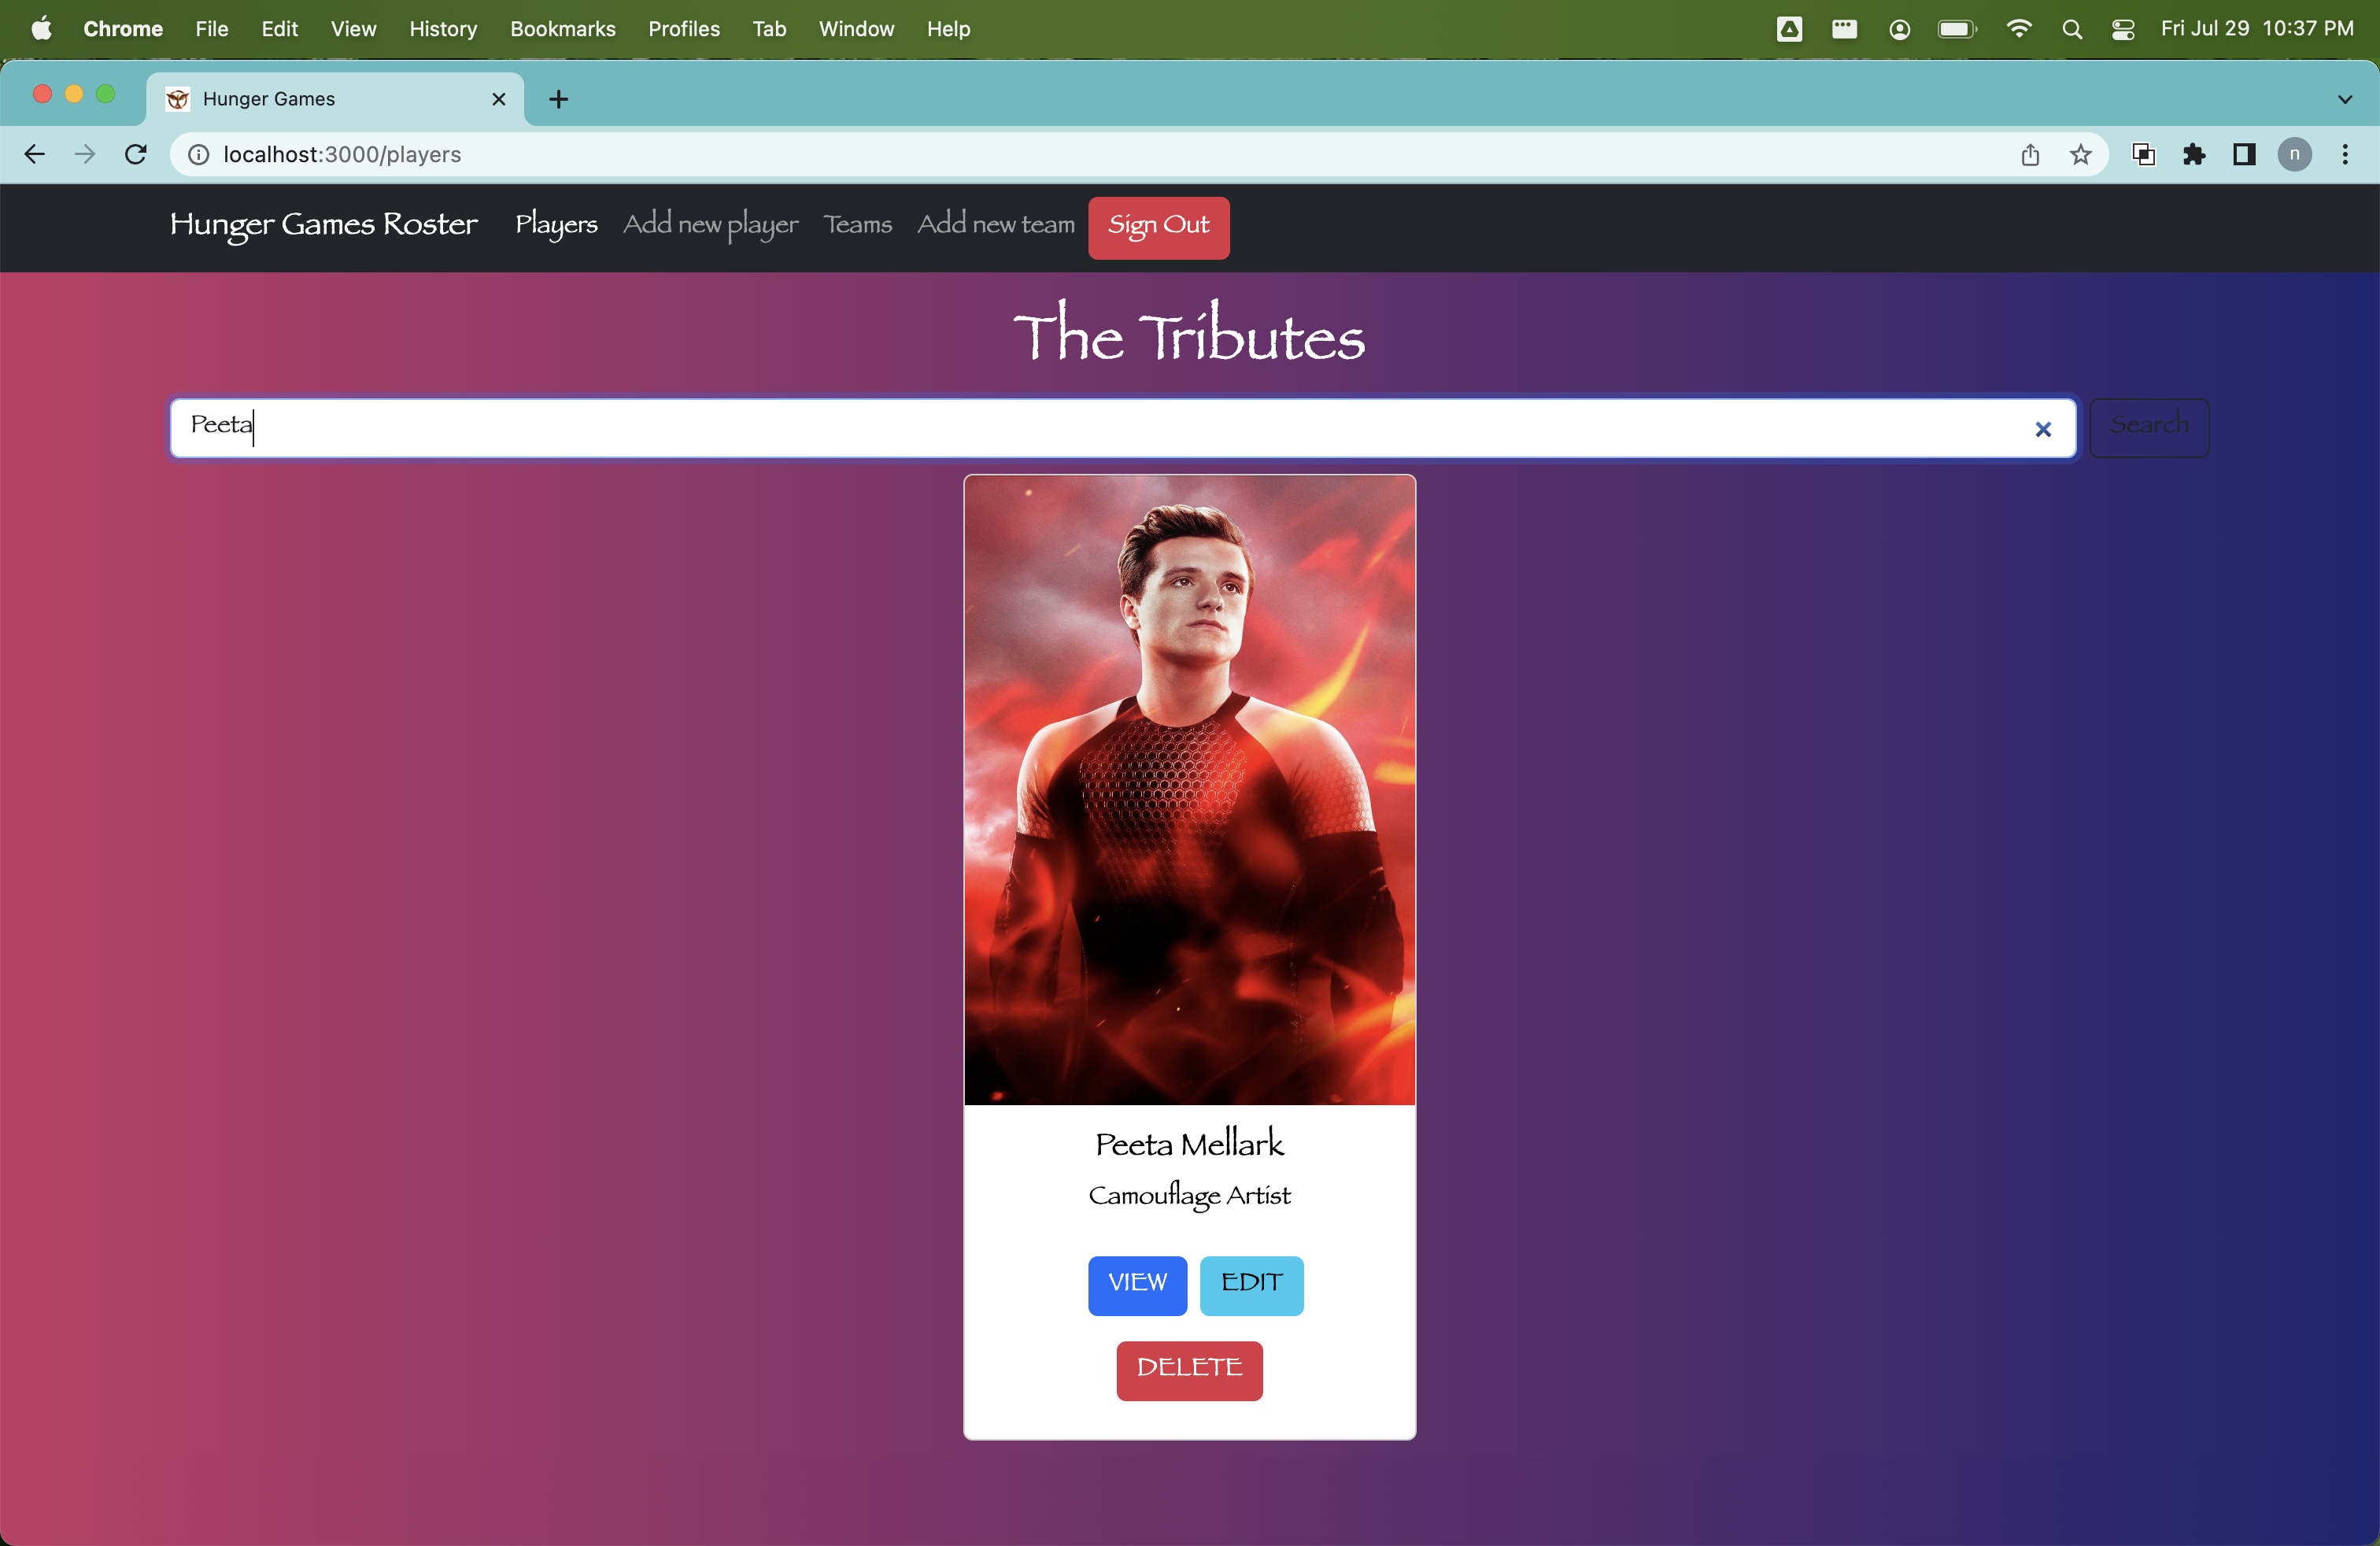 Chrome File Edit View History Bookmarks Profiles Tab Window Help Fri Jul 29 10:37 PM
Hunger Games
localhost:3000/players n
Hunger Games Roster Players Add new player Teams Add new team Sign Out
The Tributes
Peeta Search
Peeta Mellark
Camouflage Artist
VIEW EDIT
DELETE